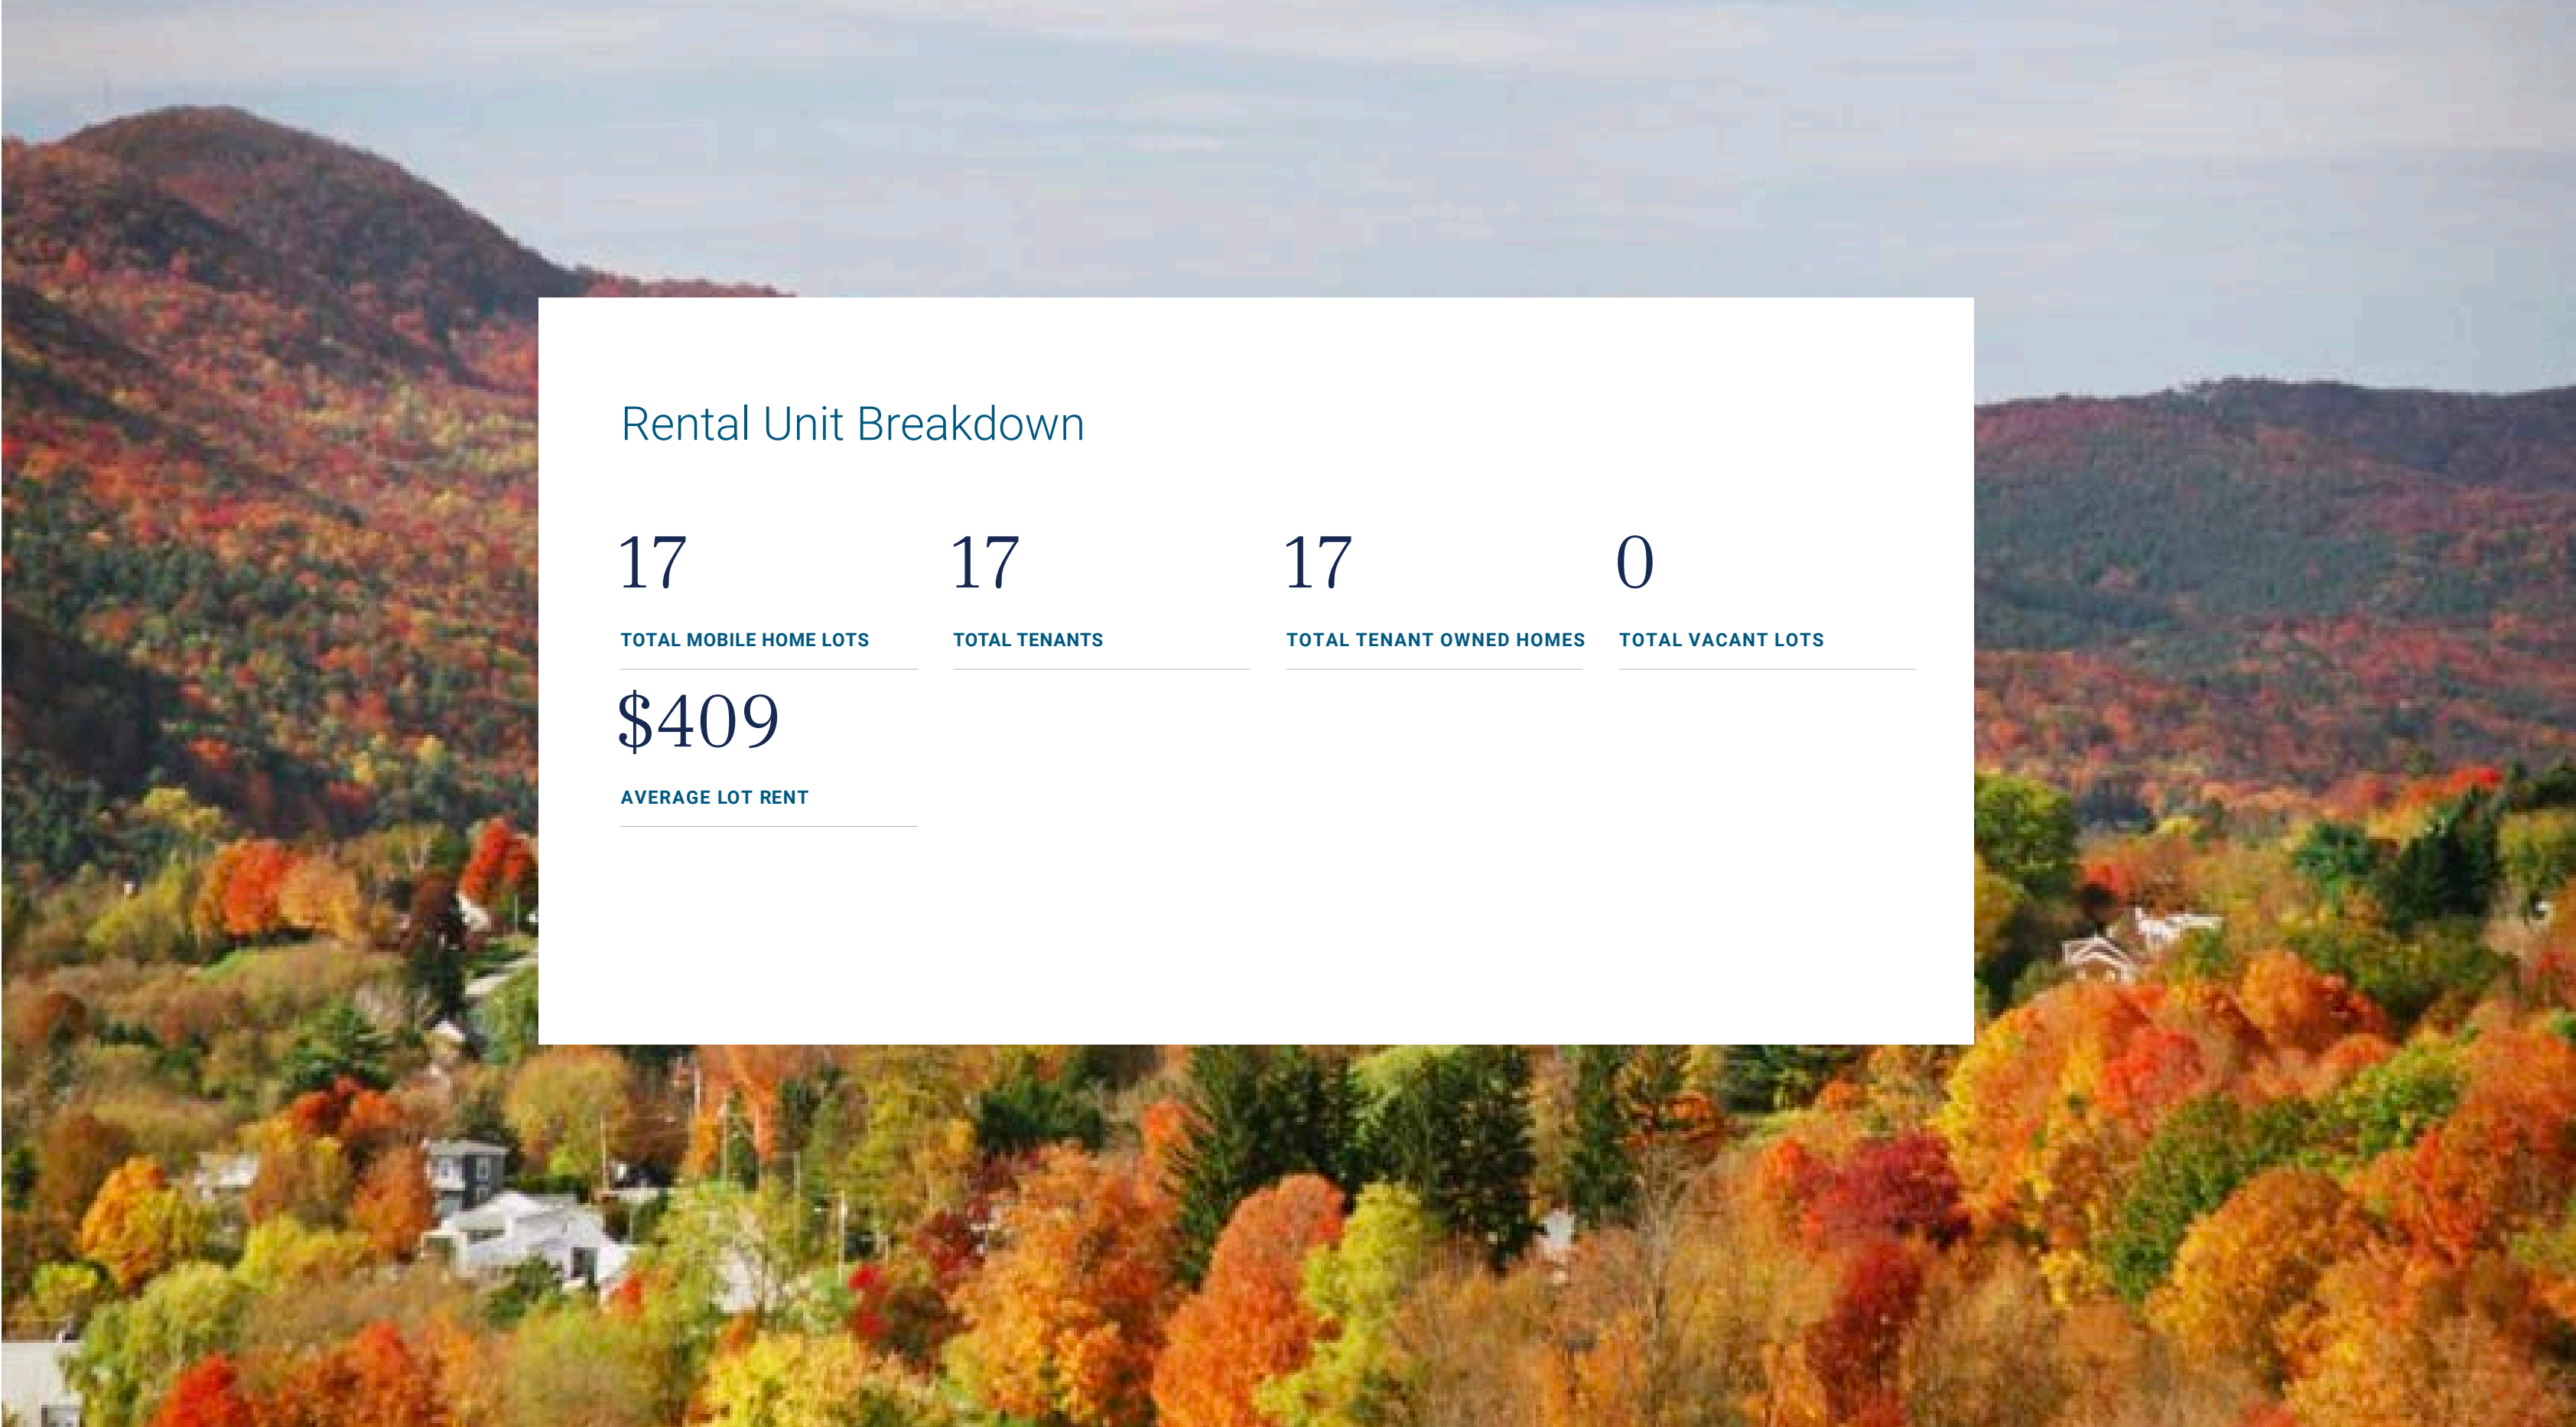 Rental Unit Breakdown
17
17
17
0
TOTAL MOBILE HOME LOTS
TOTAL TENANTS
TOTAL TENANT OWNED HOMES
TOTAL VACANT LOTS
$409
AVERAGE LOT RENT